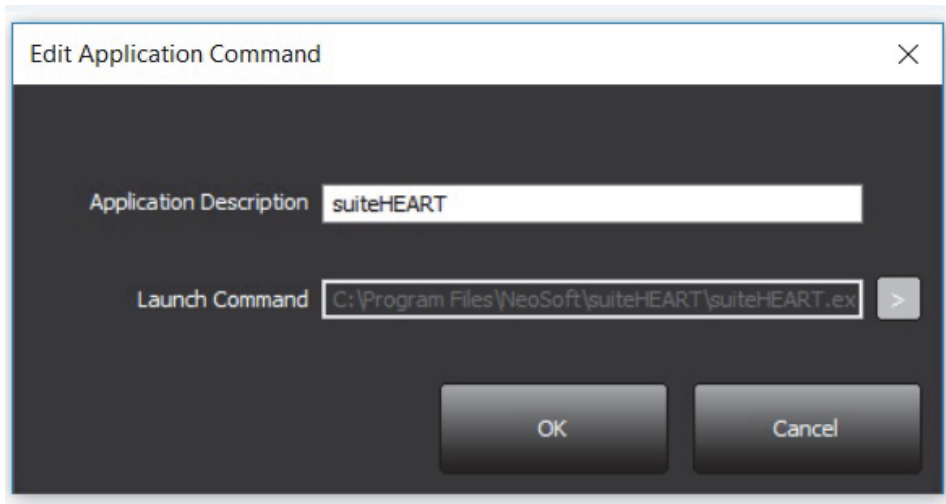 Edit Application Command
Application Description suiteHEART
Launch Command C:\Program Files\NeoSoft\suiteHEART\suiteHEART.ex >
OK Cancel